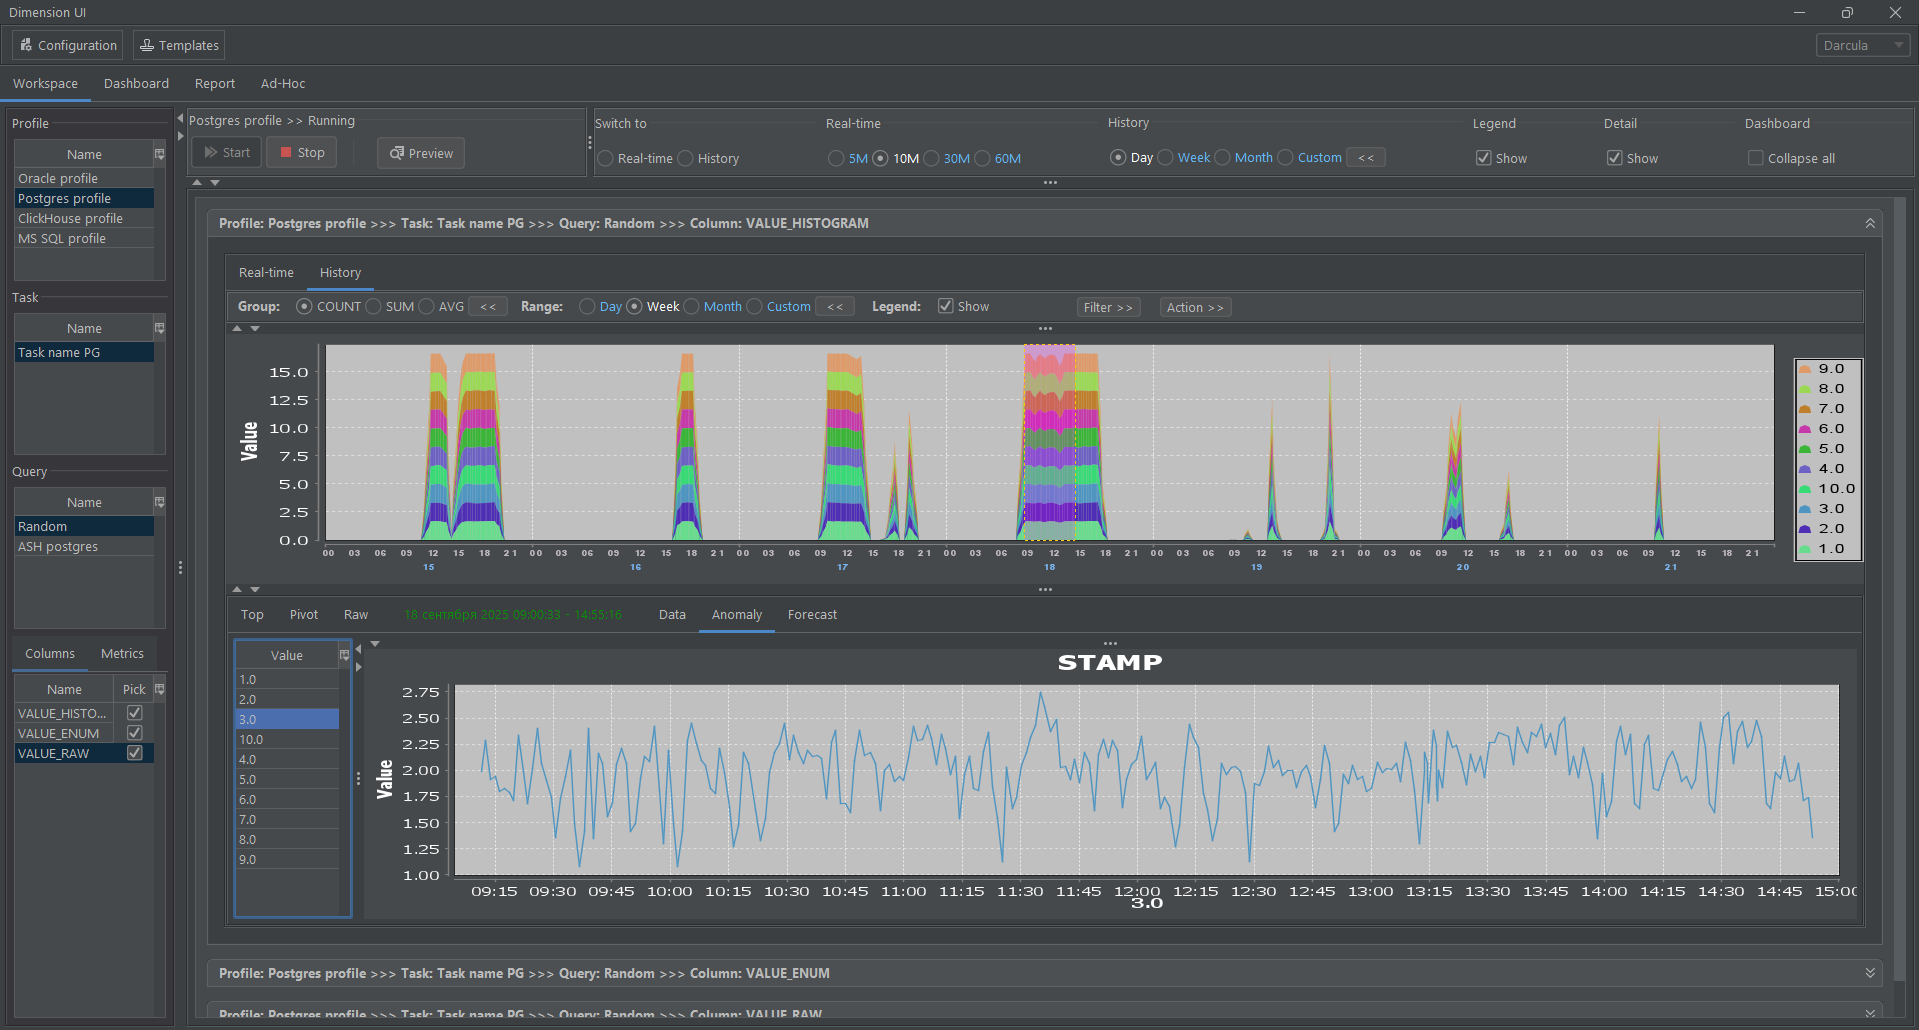 Dimension UI
Configuration Templates Darcula
Workspace Dashboard Report Ad-Hoc
Profile
Name
Oracle profile
Postgres profile
ClickHouse profile
MS SQL profile
Task
Name
Task name PG
Query
Name
Random
ASH postgres
Columns Metrics
Name Pick
VALUE_HISTO...
VALUE_ENUM
VALUE_RAW
Postgres profile >> Running
Start Stop Preview
Switch to
Real-time History
Real-time
5M 10M 30M 60M
History
Day Week Month Custom <<
Legend
Show
Detail
Show
Dashboard
Collapse all
Profile: Postgres profile >>> Task: Task name PG >>> Query: Random >>> Column: VALUE_HISTOGRAM
Real-time History
Group: COUNT SUM AVG << Range: Day Week Month Custom << Legend: Show Filter >> Action >>
Value
15.0
12.5
10.0
7.5
5.0
2.5
0.0
00 03 06 09 12 15 18 21 00 03 06 09 12 15 18 21 00 03 06 09 12 15 18 21 00 03 06 09 12 15 18 21 00 03 06 09 12 15 18 21 00 03 06 09 12 15 18 21 00 03 06 09 12 15 18 21
15 16 17 18 19 20 21
9.0
8.0
7.0
6.0
5.0
4.0
10.0
3.0
2.0
1.0
Top Pivot Raw 18 сентября 2025 09:00:33 - 14:55:16 Data Anomaly Forecast
Value
1.0
2.0
3.0
10.0
4.0
5.0
6.0
7.0
8.0
9.0
STAMP
Value
2.75
2.50
2.25
2.00
1.75
1.50
1.25
1.00
09:15 09:30 09:45 10:00 10:15 10:30 10:45 11:00 11:15 11:30 11:45 12:00 12:15 12:30 12:45 13:00 13:15 13:30 13:45 14:00 14:15 14:30 14:45 15:00
3.0
Profile: Postgres profile >>> Task: Task name PG >>> Query: Random >>> Column: VALUE_ENUM
Profile: Postgres profile >>> Task: Task name PG >>> Query: Random >>> Column: VALUE_RAW